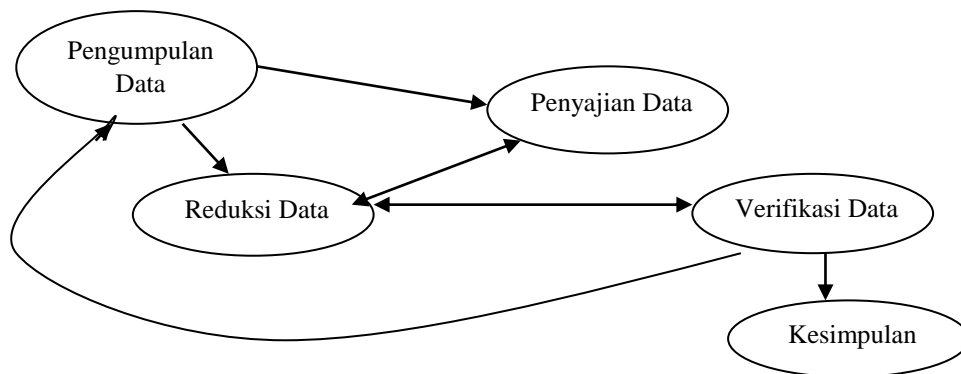 Pengumpulan
Data
Penyajian Data
Reduksi Data
Verifikasi Data
Kesimpulan